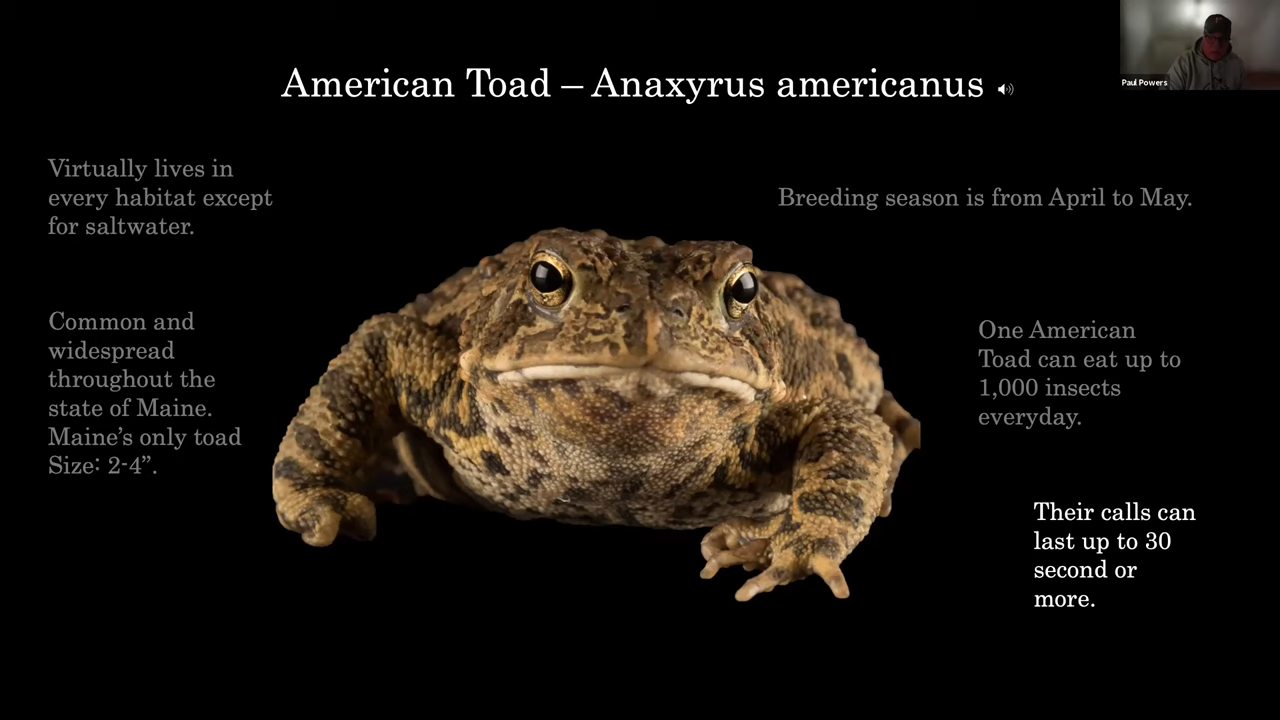 American Toad – Anaxyrus americanus
Paul Powers
Virtually lives in
every habitat except
for saltwater.
Breeding season is from April to May.
Common and
widespread
throughout the
state of Maine.
Maine’s only toad
Size: 2-4”.
One American
Toad can eat up to
1,000 insects
everyday.
Their calls can
last up to 30
second or
more.